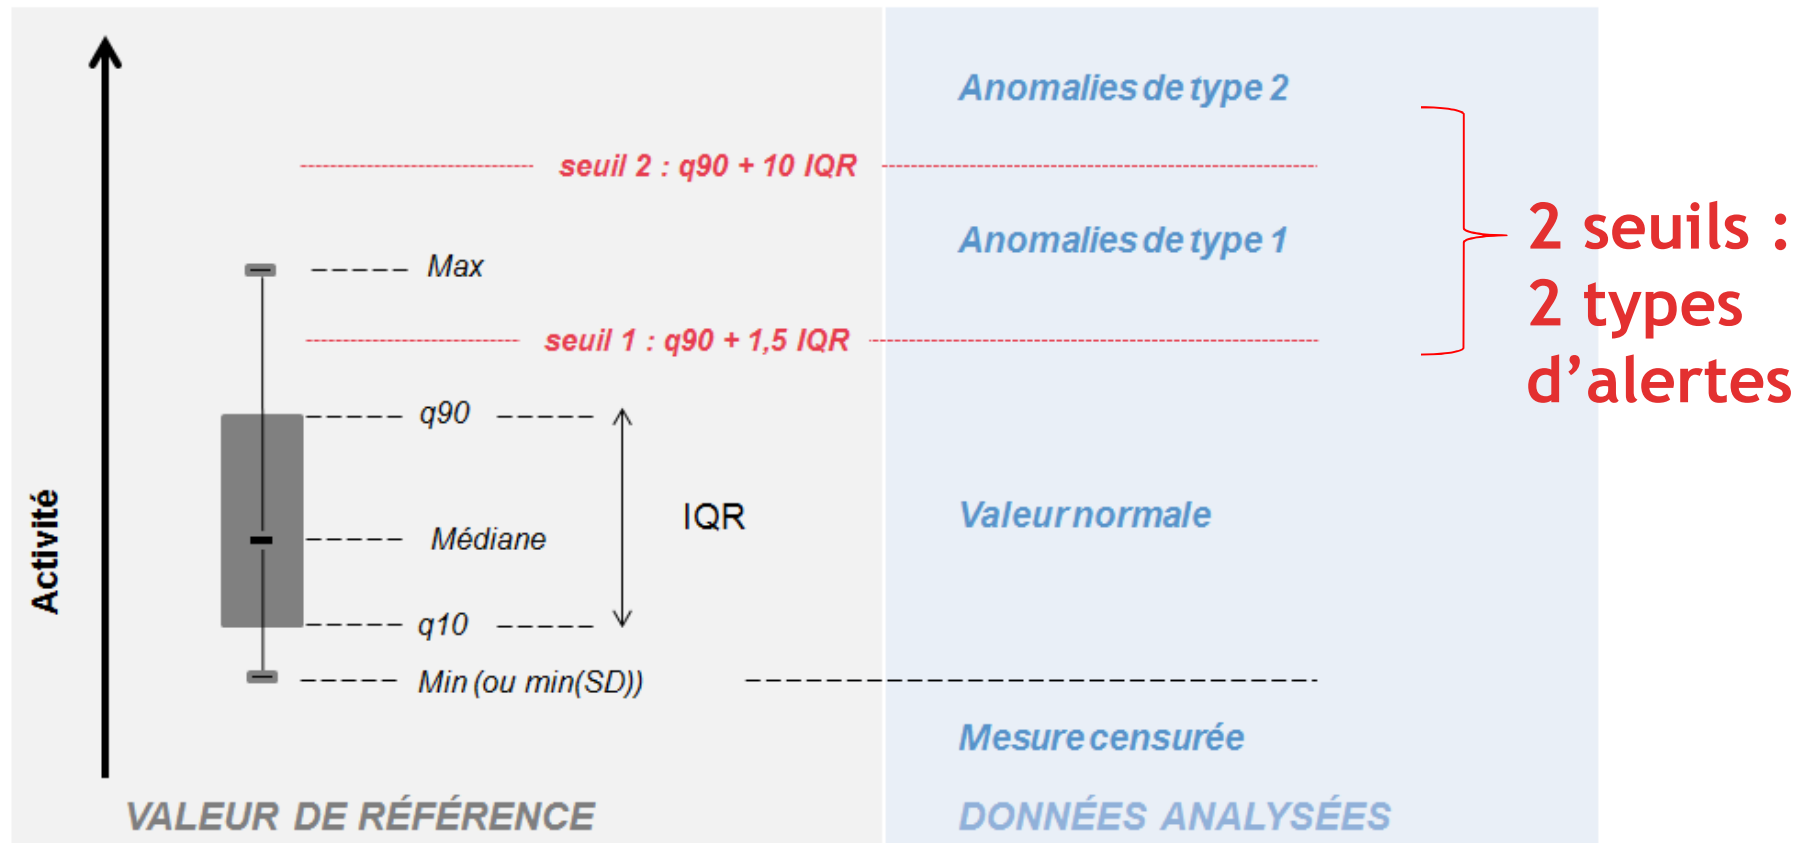 Anomalies de type 2
seuil 2 : q90 + 10 IQR
Anomalies de type 1
2 seuils :
2 types
d’alertes
Max
seuil 1 : q90 + 1,5 IQR
q90
IQR
Valeur normale
Médiane
Activité
q10
Min (ou min(SD))
Mesure censurée
VALEUR DE RÉFÉRENCE
DONNÉES ANALYSÉES